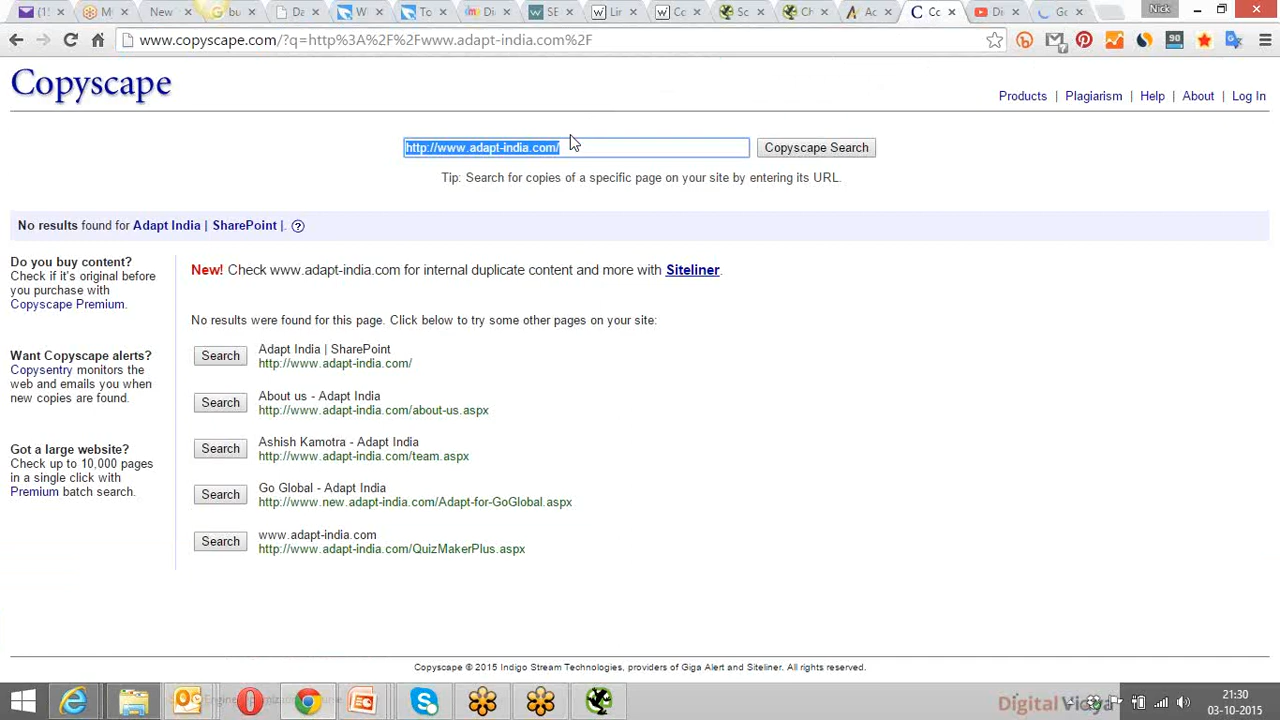 New
Nick
www.copyscape.com/?q=http%3A%2F%2Fwww.adapt-india.com%2F
Copyscape
Products | Plagiarism | Help | About | Log In
http://www.adapt-india.com/
Copyscape Search
Tip: Search for copies of a specific page on your site by entering its URL.
No results found for Adapt India | SharePoint |. ?
Do you buy content?
Check if it's original before
you purchase with
Copyscape Premium.
Want Copyscape alerts?
Copysentry monitors the
web and emails you when
new copies are found.
Got a large website?
Check up to 10,000 pages
in a single click with
Premium batch search.
New! Check www.adapt-india.com for internal duplicate content and more with Siteliner.
No results were found for this page. Click below to try some other pages on your site:
Search
Adapt India | SharePoint
http://www.adapt-india.com/
Search
About us - Adapt India
http://www.adapt-india.com/about-us.aspx
Search
Ashish Kamotra - Adapt India
http://www.adapt-india.com/team.aspx
Search
Go Global - Adapt India
http://www.new.adapt-india.com/Adapt-for-GoGlobal.aspx
Search
www.adapt-india.com
http://www.adapt-india.com/QuizMakerPlus.aspx
Copyscape © 2015 Indigo Stream Technologies, providers of Giga Alert and Siteliner. All rights reserved.
Digital
21:30
03-10-2015